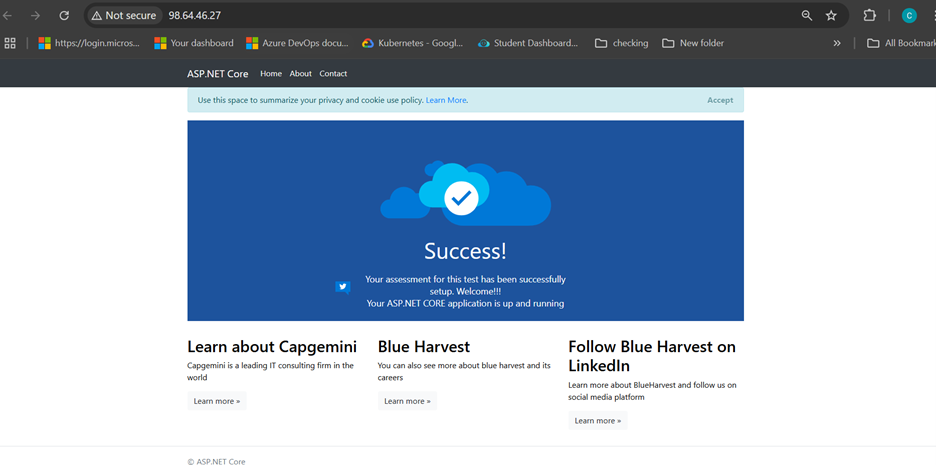 Not secure 98.64.46.27
https://login.micros... Your dashboard Azure DevOps docu... Kubernetes - Googl... Student Dashboard... checking New folder » All Bookmark
ASP.NET Core Home About Contact
Use this space to summarize your privacy and cookie use policy. Learn More. Accept
Success!
Your assessment for this test has been successfully
setup. Welcome!!!
Your ASP.NET CORE application is up and running
Learn about Capgemini
Capgemini is a leading IT consulting firm in the
world
Learn more »
Blue Harvest
You can also see more about blue harvest and its
careers
Learn more »
Follow Blue Harvest on
LinkedIn
Learn more about BlueHarvest and follow us on
social media platform
Learn more »
© ASP.NET Core